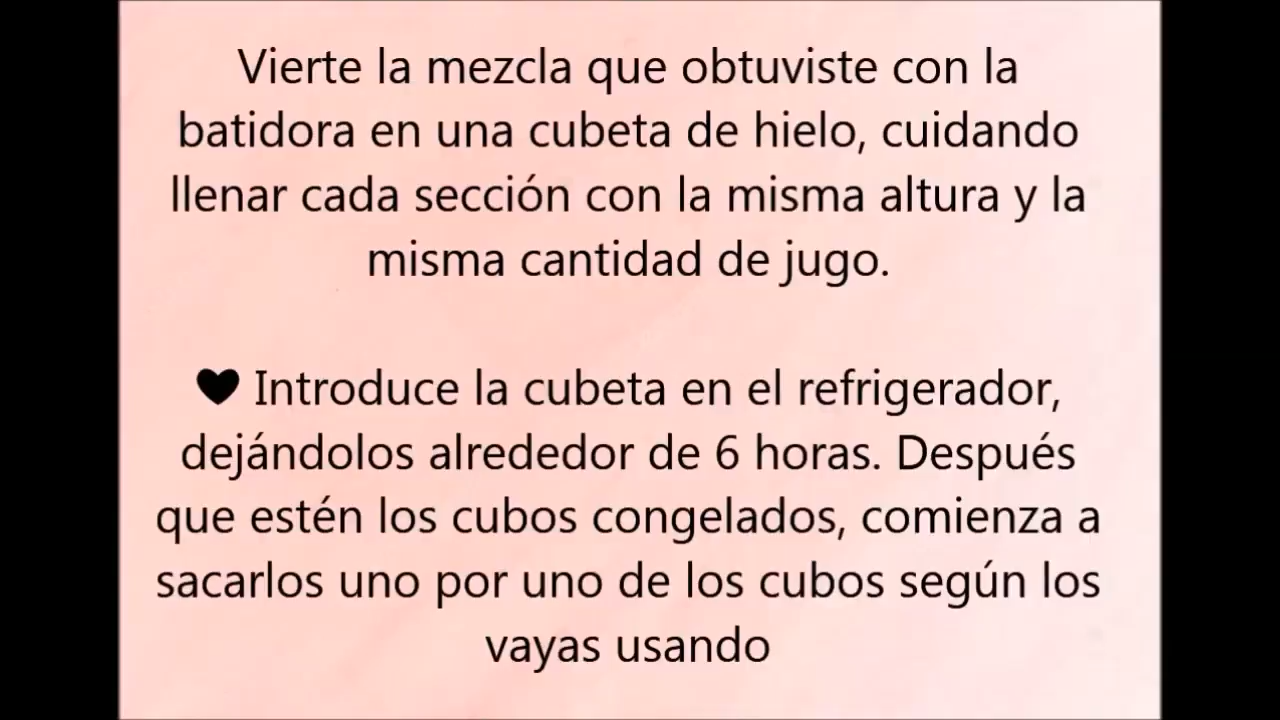 Vierte la mezcla que obtuviste con la
batidora en una cubeta de hielo, cuidando
llenar cada sección con la misma altura y la
misma cantidad de jugo.
♥ Introduce la cubeta en el refrigerador,
dejándolos alrededor de 6 horas. Después
que estén los cubos congelados, comienza a
sacarlos uno por uno de los cubos según los
vayas usando